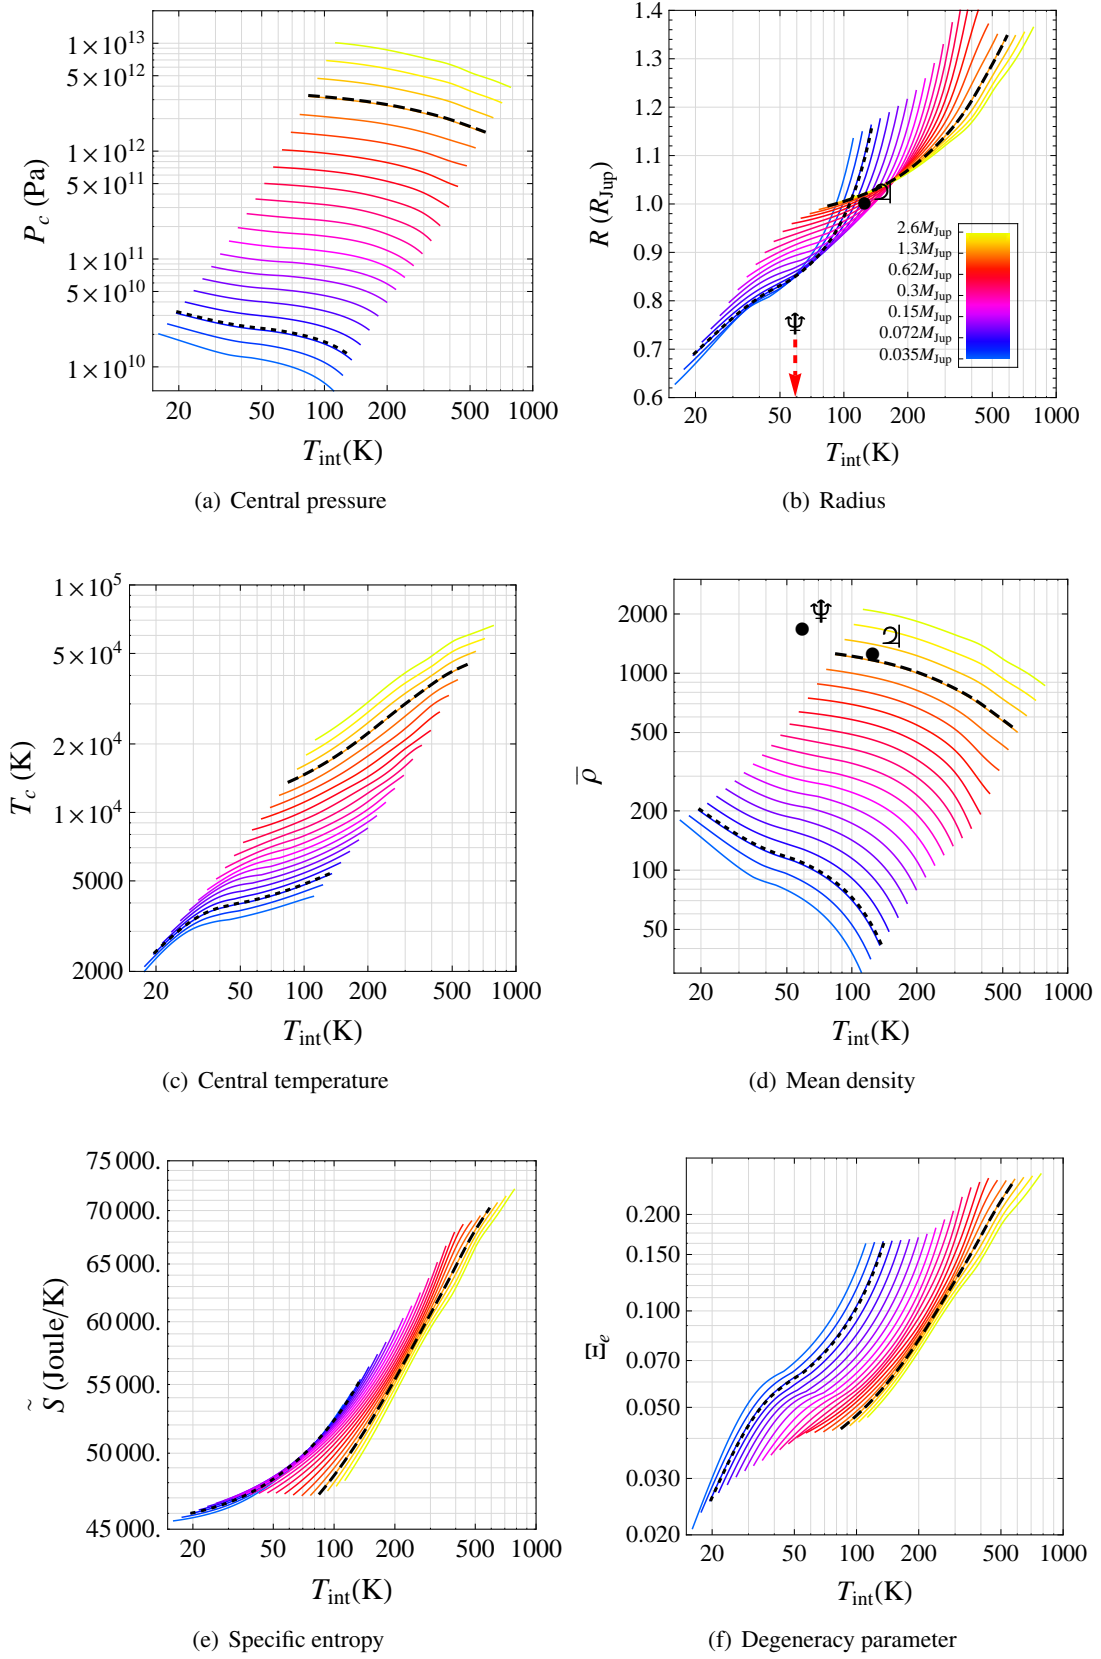 1×10^13
5×10^12
1×10^12
5×10^11
1×10^11
5×10^10
1×10^10
P_c (Pa)
20 50 100 200 500 1000
T_int(K)
(a) Central pressure
1.4
1.3
1.2
1.1
1.0
0.9
0.8
0.7
0.6
R (R_Jup)
♃
♆
2.6M_Jup
1.3M_Jup
0.62M_Jup
0.3M_Jup
0.15M_Jup
0.072M_Jup
0.035M_Jup
20 50 100 200 500 1000
T_int(K)
(b) Radius
1×10^5
5×10^4
2×10^4
1×10^4
5000
2000
T_c (K)
20 50 100 200 500 1000
T_int(K)
(c) Central temperature
2000
1000
500
200
100
50
ρ̅
♆
♃
20 50 100 200 500 1000
T_int(K)
(d) Mean density
75 000.
70 000.
65 000.
60 000.
55 000.
50 000.
45 000.
S̃ (Joule/K)
20 50 100 200 500 1000
T_int(K)
(e) Specific entropy
0.200
0.150
0.100
0.070
0.050
0.030
0.020
Ξ_e
20 50 100 200 500 1000
T_int(K)
(f) Degeneracy parameter